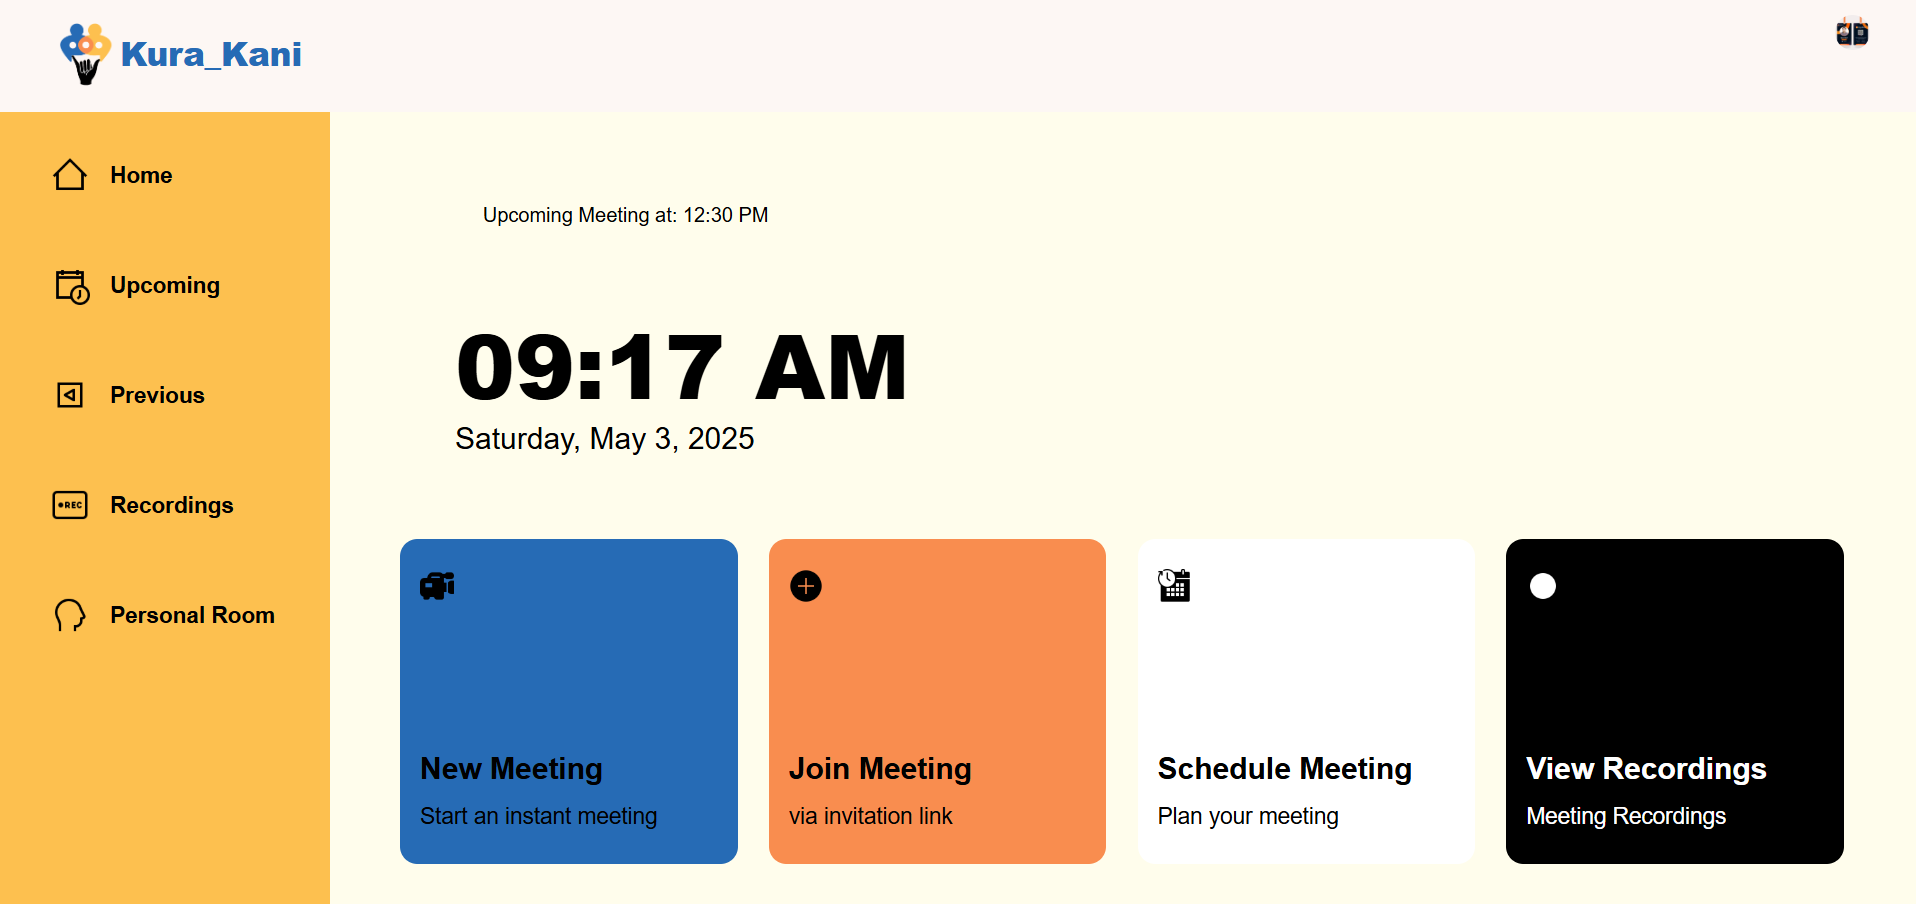 Kura_Kani
Home
Upcoming
Previous
REC
Recordings
Personal Room
Upcoming Meeting at: 12:30 PM
09:17 AM
Saturday, May 3, 2025
New Meeting
Start an instant meeting
Join Meeting
via invitation link
Schedule Meeting
Plan your meeting
View Recordings
Meeting Recordings